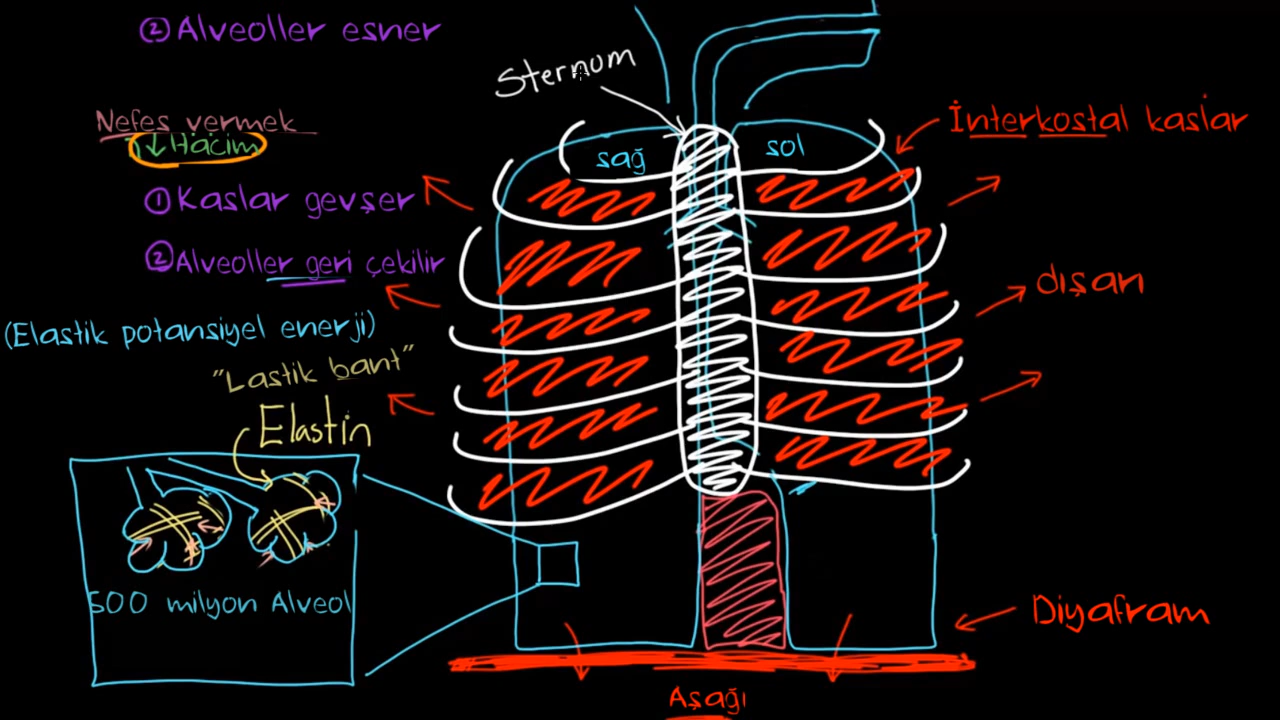 ② Alveoller esner
Nefes vermek
↓ Hacim
① Kaslar gevşer
② Alveoller geri çekilir
(Elastik potansiyel enerji)
"Lastik bant"
Elastin
500 milyon Alveol
Sternum
sağ
sol
İnterkostal kaslar
dışarı
Diyafram
Aşağı